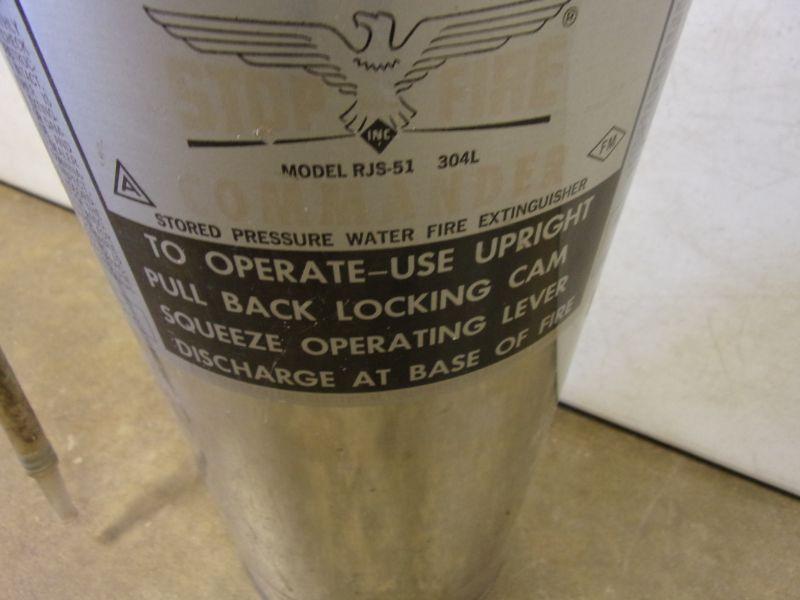 ®
STOP FIRE
INC
MODEL RJS-51 304L
A
FM
COMMANDER
STORED PRESSURE WATER FIRE EXTINGUISHER
TO OPERATE–USE UPRIGHT
PULL BACK LOCKING CAM
SQUEEZE OPERATING LEVER
DISCHARGE AT BASE OF FIRE